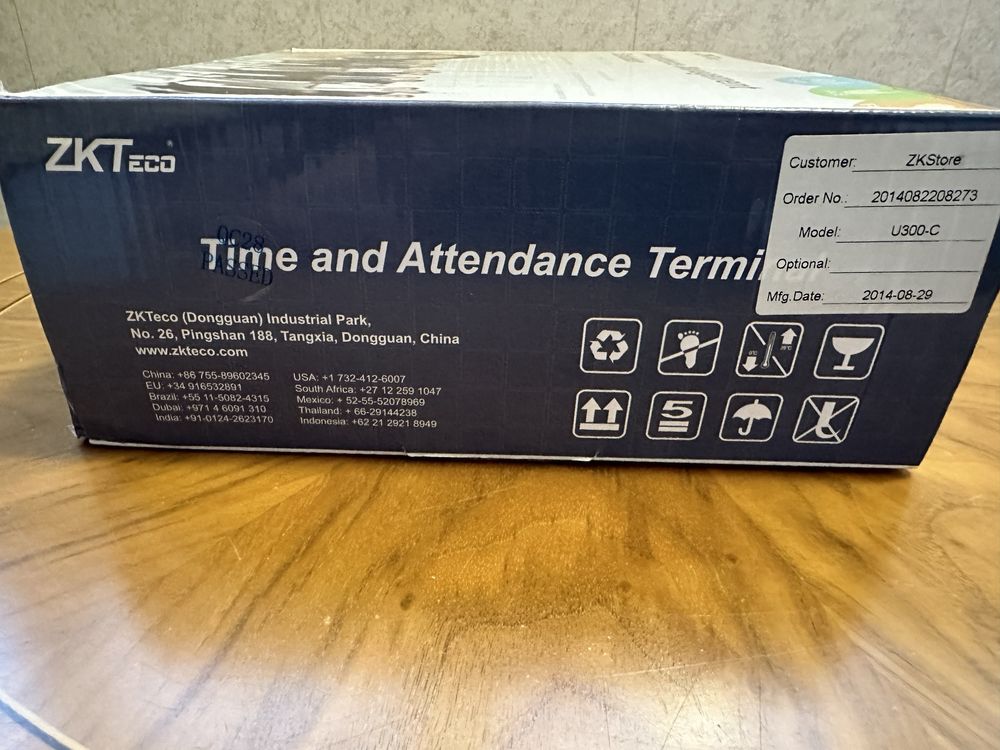 ZKTECO
Customer: ZKStore
Order No.: 2014082208273
Model: U300-C
Optional:
Mfg.Date: 2014-08-29
QC28
PASSED
Time and Attendance Termi
ZKTeco (Dongguan) Industrial Park,
No. 26, Pingshan 188, Tangxia, Dongguan, China
www.zkteco.com
China: +86 755-89602345
EU: +34 916532891
Brazil: +55 11-5082-4315
Dubai: +971 4 6091 310
India: +91-0124-2623170
USA: +1 732-412-6007
South Africa: +27 12 259 1047
Mexico: + 52-55-52078969
Thailand: + 66-29144238
Indonesia: +62 21 2921 8949
5